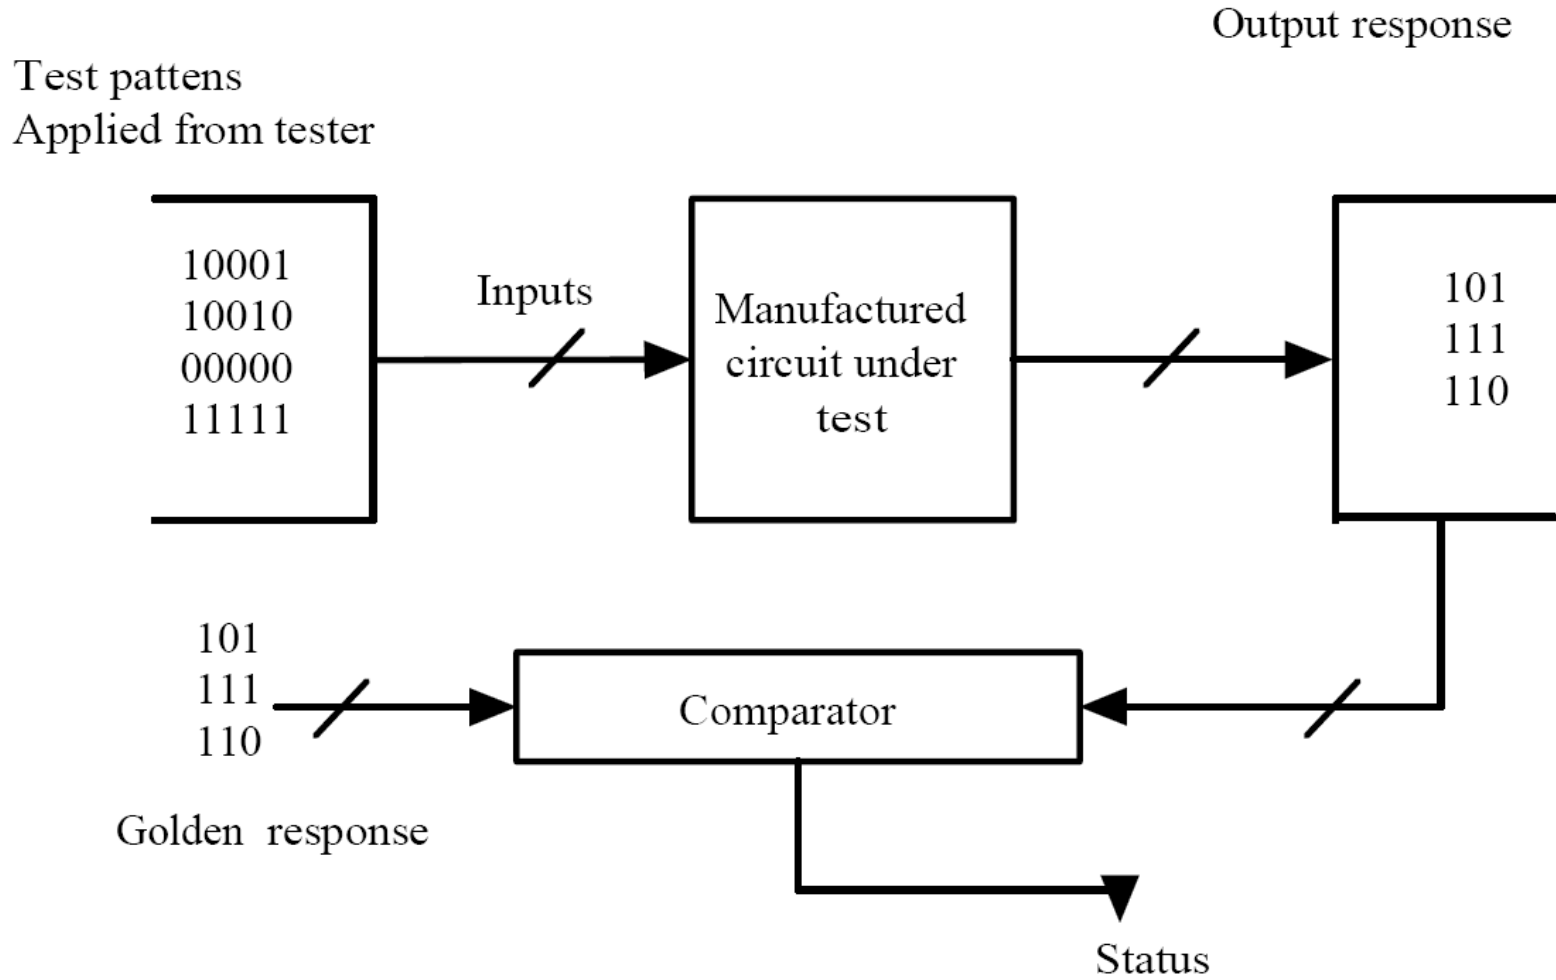 Output response
Test pattens
Applied from tester
10001
10010
00000
11111
Inputs
Manufactured
circuit under
test
101
111
110
101
111
110
Comparator
Golden response
Status